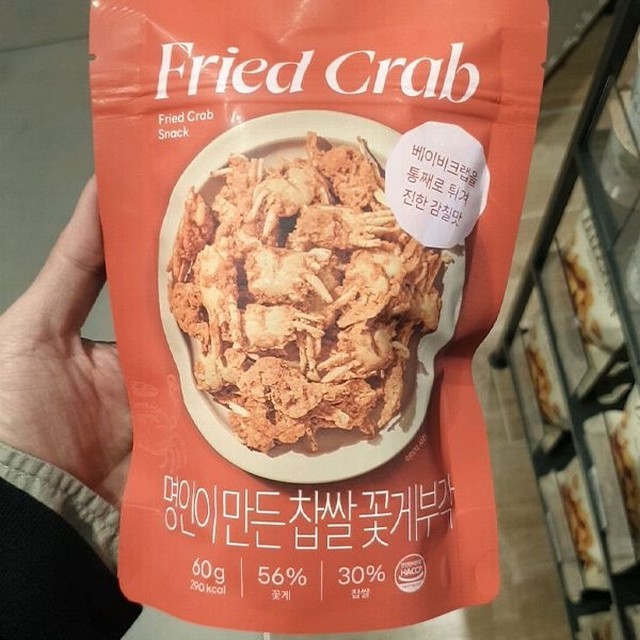 Fried Crab
Fried Crab
Snack
베이비크랩을
통째로 튀겨
진한 감칠맛
명인이 만든 찹쌀 꽃게부각
60g
290 kcal
56%
꽃게
30%
찹쌀
HACCP